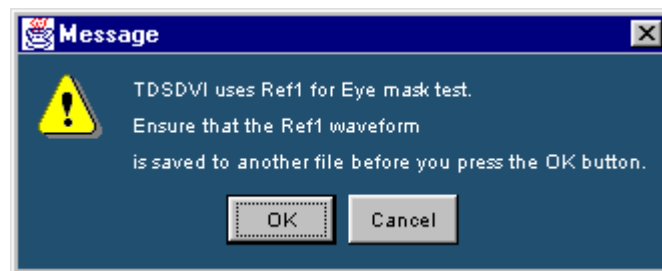 Message
TDSDVI uses Ref1 for Eye mask test.
Ensure that the Ref1 waveform
is saved to another file before you press the OK button.
OK
Cancel